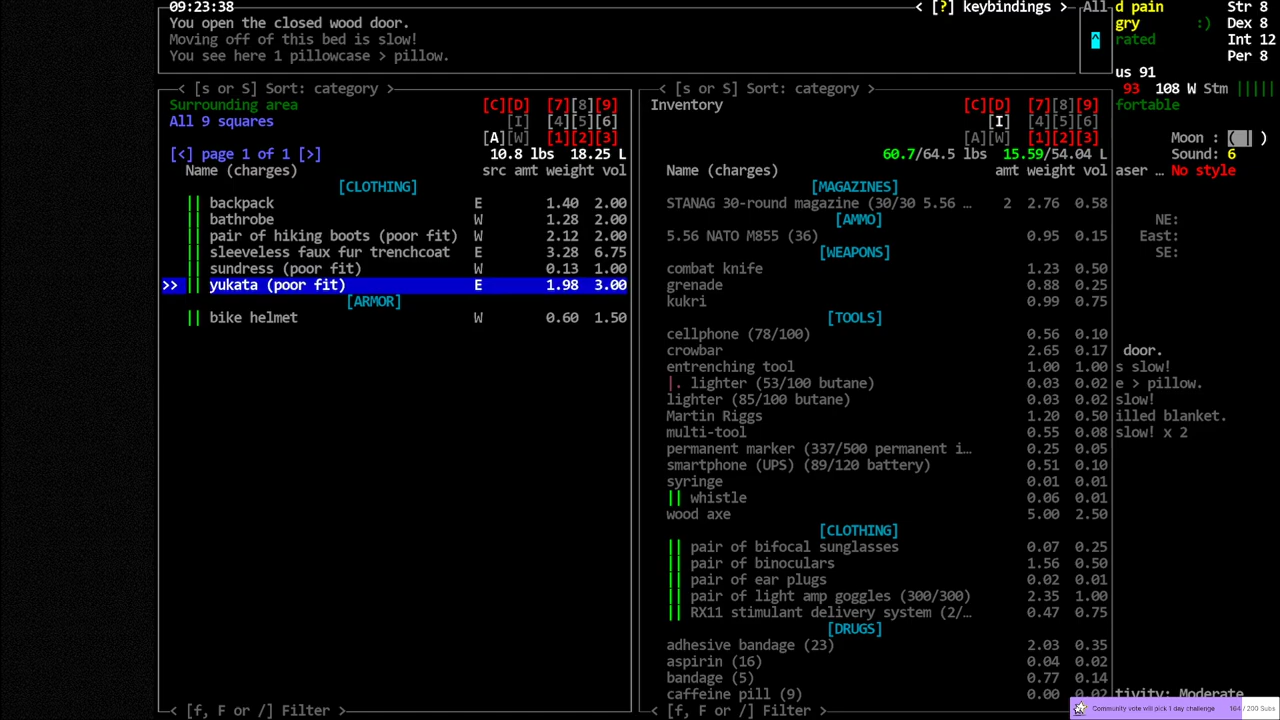 09:23:38
< [?] keybindings >
All
d pain
Str 8
You open the closed wood door.
gry :)
Dex 8
Moving off of this bed is slow!
^
rated
Int 12
You see here 1 pillowcase > pillow.
Per 8
us 91
< [s or S] Sort: category >
< [s or S] Sort: category >
93 108 W Stm |||||
Surrounding area
[C][D] [7][8][9]
Inventory
[C][D] [7][8][9]
fortable
All 9 squares
[I] [4][5][6]
[I] [4][5][6]
[A][W] [1][2][3]
[A][W] [1][2][3]
Moon : ( )
[<] page 1 of 1 [>]
10.8 lbs 18.25 L
60.7/64.5 lbs 15.59/54.04 L
Sound: 6
Name (charges) src amt weight vol
Name (charges) amt weight vol
aser … No style
[CLOTHING]
[MAGAZINES]
|| backpack E 1.40 2.00
STANAG 30-round magazine (30/30 5.56 … 2 2.76 0.58
|| bathrobe W 1.28 2.00
[AMMO]
NE:
|| pair of hiking boots (poor fit) W 2.12 2.00
5.56 NATO M855 (36) 0.95 0.15
East:
|| sleeveless faux fur trenchcoat E 3.28 6.75
[WEAPONS]
SE:
|| sundress (poor fit) W 0.13 1.00
combat knife 1.23 0.50
>> || yukata (poor fit) E 1.98 3.00
grenade 0.88 0.25
[ARMOR]
kukri 0.99 0.75
|| bike helmet W 0.60 1.50
[TOOLS]
cellphone (78/100) 0.56 0.10
crowbar 2.65 0.17
door.
entrenching tool 1.00 1.00
s slow!
|. lighter (53/100 butane) 0.03 0.02
e > pillow.
lighter (85/100 butane) 0.03 0.02
slow!
Martin Riggs 1.20 0.50
illed blanket.
multi-tool 0.55 0.08
slow! x 2
permanent marker (337/500 permanent i… 0.25 0.05
smartphone (UPS) (89/120 battery) 0.51 0.10
syringe 0.01 0.01
|| whistle 0.06 0.01
wood axe 5.00 2.50
[CLOTHING]
|| pair of bifocal sunglasses 0.07 0.25
|| pair of binoculars 1.56 0.50
|| pair of ear plugs 0.02 0.01
|| pair of light amp goggles (300/300) 2.35 1.00
|| RX11 stimulant delivery system (2/… 0.47 0.75
[DRUGS]
adhesive bandage (23) 2.03 0.35
aspirin (16) 0.04 0.02
bandage (5) 0.77 0.14
caffeine pill (9) 0.00 0.02
tivity: Moderate
< [f, F or /] Filter >
< [f, F or /] Filter >
Community vote will pick 1 day challenge 164 / 200 Subs